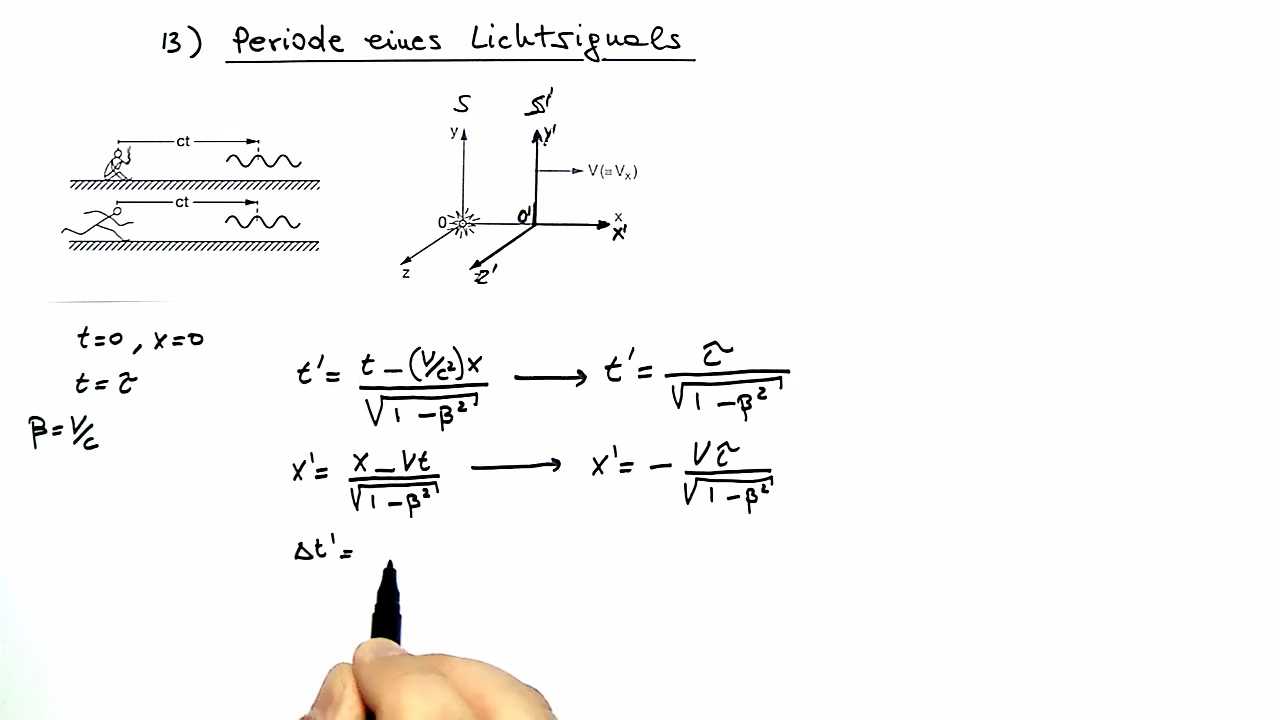 13) Periode eines Lichtsignals
S S'
y y'
ct
V(=Vₓ)
ct
0 0' x
x'
z z'
t=0, x=0
t=τ
β=V/c
t' = (t-(V/c²)x)/√(1-β²) → t' = τ/√(1-β²)
x' = (x-Vt)/√(1-β²) → x' = - Vτ/√(1-β²)
Δt' =